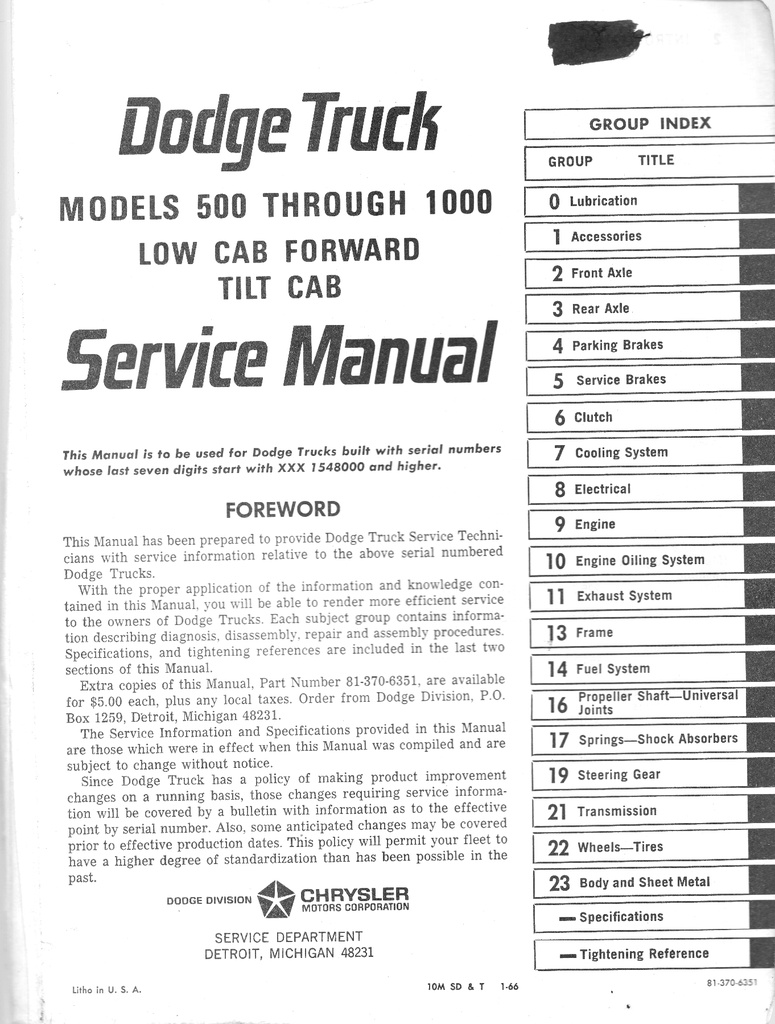 Dodge Truck
MODELS 500 THROUGH 1000
LOW CAB FORWARD
TILT CAB
Service Manual
This Manual is to be used for Dodge Trucks built with serial numbers
whose last seven digits start with XXX 1548000 and higher.
FOREWORD
This Manual has been prepared to provide Dodge Truck Service Techni-
cians with service information relative to the above serial numbered
Dodge Trucks.
With the proper application of the information and knowledge con-
tained in this Manual, you will be able to render more efficient service
to the owners of Dodge Trucks. Each subject group contains informa-
tion describing diagnosis, disassembly, repair and assembly procedures.
Specifications, and tightening references are included in the last two
sections of this Manual.
Extra copies of this Manual, Part Number 81-370-6351, are available
for $5.00 each, plus any local taxes. Order from Dodge Division, P.O.
Box 1259, Detroit, Michigan 48231.
The Service Information and Specifications provided in this Manual
are those which were in effect when this Manual was compiled and are
subject to change without notice.
Since Dodge Truck has a policy of making product improvement
changes on a running basis, those changes requiring service informa-
tion will be covered by a bulletin with information as to the effective
point by serial number. Also, some anticipated changes may be covered
prior to effective production dates. This policy will permit your fleet to
have a higher degree of standardization than has been possible in the
past.
DODGE DIVISION CHRYSLER
MOTORS CORPORATION
SERVICE DEPARTMENT
DETROIT, MICHIGAN 48231
Litho in U. S. A.
10M SD & T 1-66
GROUP INDEX
GROUP TITLE
0 Lubrication
1 Accessories
2 Front Axle
3 Rear Axle
4 Parking Brakes
5 Service Brakes
6 Clutch
7 Cooling System
8 Electrical
9 Engine
10 Engine Oiling System
11 Exhaust System
13 Frame
14 Fuel System
16 Propeller Shaft—Universal
Joints
17 Springs—Shock Absorbers
19 Steering Gear
21 Transmission
22 Wheels—Tires
23 Body and Sheet Metal
— Specifications
— Tightening Reference
81-370-6351